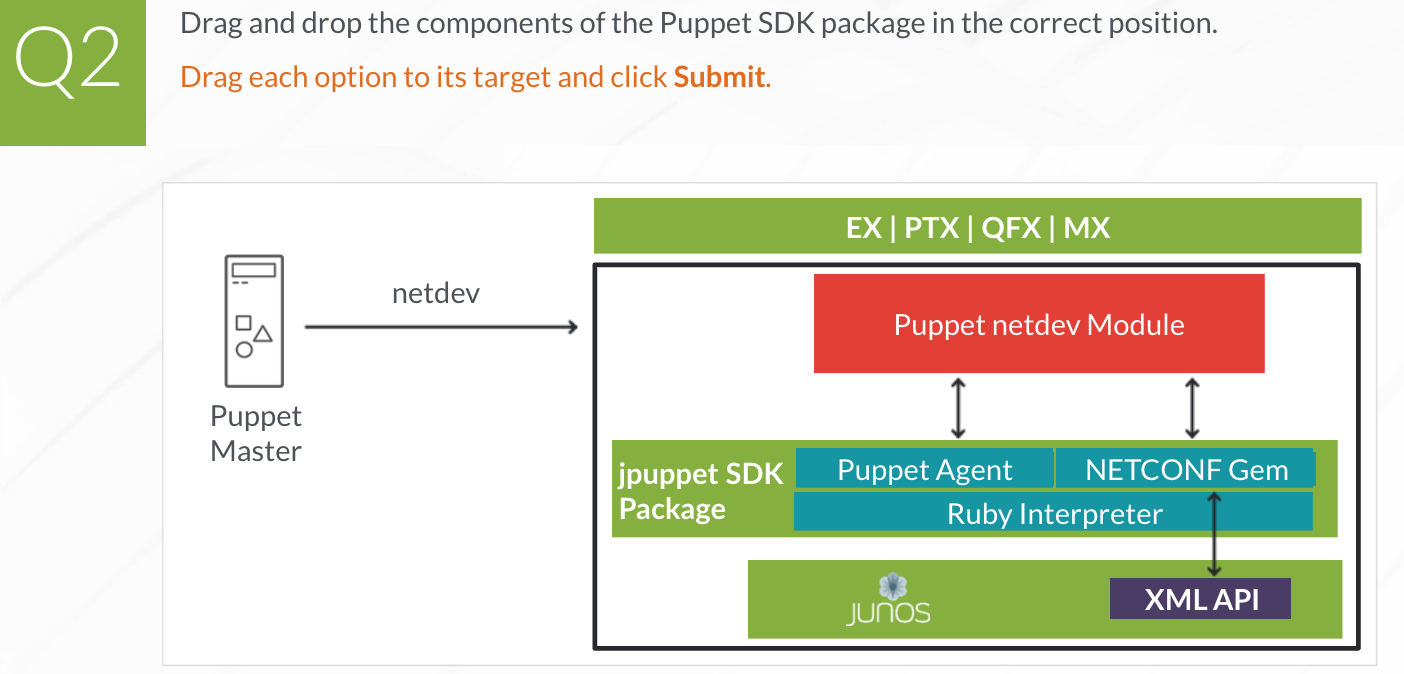 Q2
Drag and drop the components of the Puppet SDK package in the correct position.
Drag each option to its target and click Submit.
EX | PTX | QFX | MX
netdev
Puppet netdev Module
Puppet
Master
jpuppet SDK
Package
Puppet Agent
NETCONF Gem
Ruby Interpreter
JUNOS
XML API